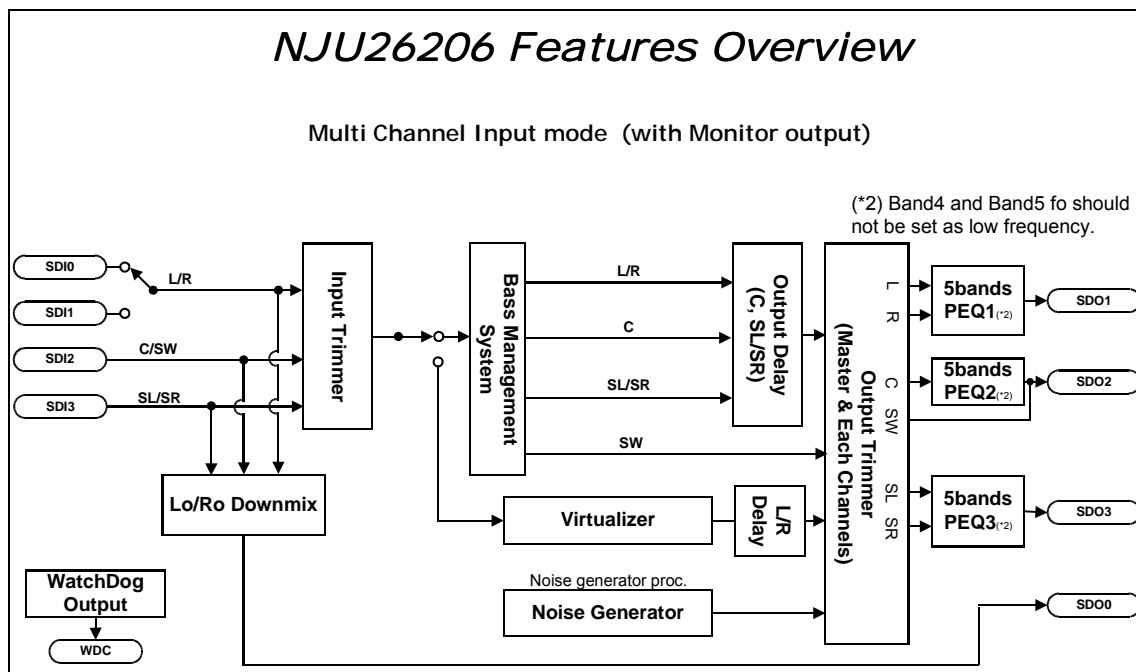 NJU26206 Features Overview
Multi Channel Input mode (with Monitor output)
(*2) Band4 and Band5 fo should
not be set as low frequency.
SDI0
SDI1
SDI2
SDI3
L/R
C/SW
SL/SR
Input Trimmer
Lo/Ro Downmix
WatchDog
Output
WDC
Bass Management
System
L/R
C
SL/SR
SW
Output Delay
(C, SL/SR)
Virtualizer
L/R
Delay
Noise generator proc.
Noise Generator
Output Trimmer
(Master & Each Channels)
L
R
C
SW
SL
SR
5bands
PEQ1(*2)
5bands
PEQ2(*2)
5bands
PEQ3(*2)
SDO1
SDO2
SDO3
SDO0